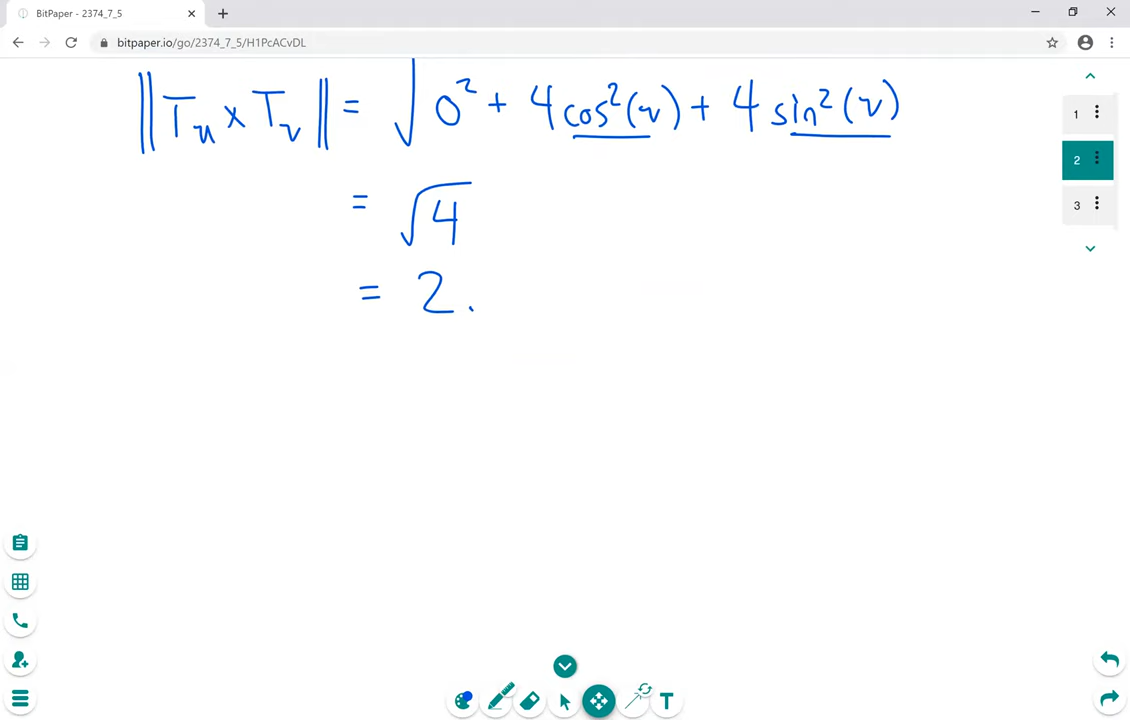 BitPaper - 2374_7_5
bitpaper.io/go/2374_7_5/H1PcACvDL
‖T_u × T_v‖ = √(0² + 4cos²(v) + 4sin²(v))
= √4
= 2.
1
2
3
T